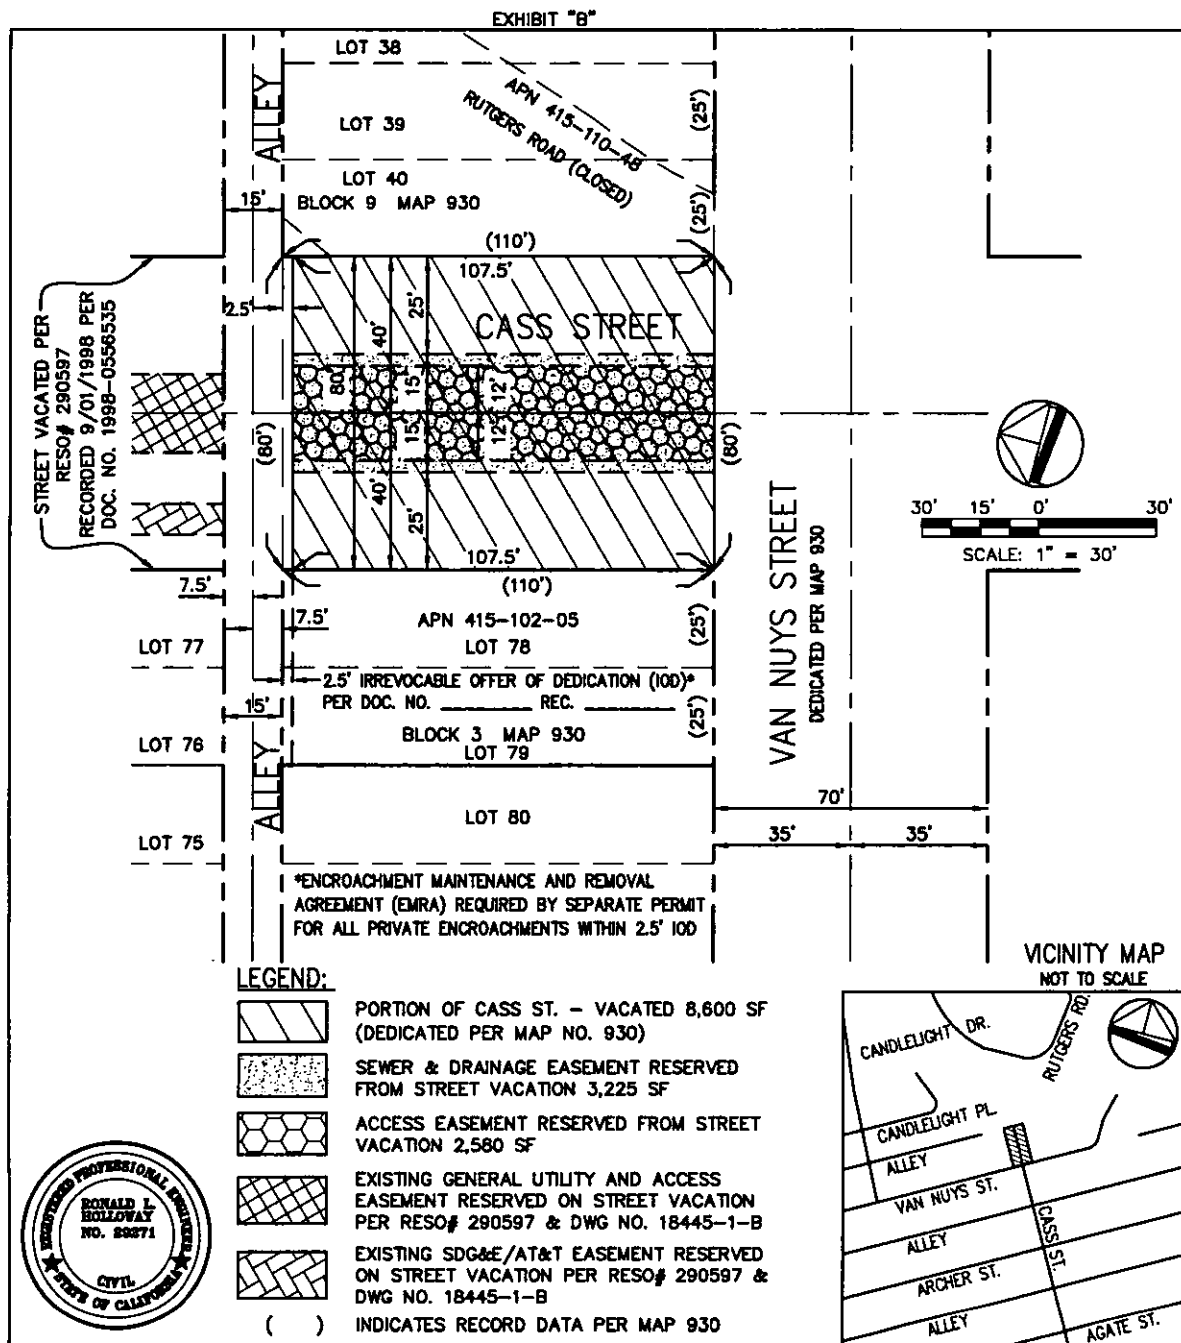 EXHIBIT "B"
LOT 38
ALLEY
LOT 39
APN 415-110-48
RUTGERS ROAD (CLOSED)
(25')
LOT 40
(25')
15'
BLOCK 9 MAP 930
(110')
107.5'
STREET VACATED PER
RESO# 290597
RECORDED 9/01/1998 PER
DOC. NO. 1998-0556535
2.5'
25'
40'
CASS STREET
80'
15'
12'
15'
12'
(80')
(80')
40'
25'
107.5'
(110')
VAN NUYS STREET
DEDICATED PER MAP 930
30' 15' 0' 30'
SCALE: 1" = 30'
7.5'
7.5'
APN 415-102-05
(25')
LOT 77
LOT 78
2.5' IRREVOCABLE OFFER OF DEDICATION (IOD)*
PER DOC. NO. ________ REC. ________
15'
(25')
LOT 76
BLOCK 3 MAP 930
LOT 79
ALLEY
70'
LOT 80
35' 35'
LOT 75
*ENCROACHMENT MAINTENANCE AND REMOVAL
AGREEMENT (EMRA) REQUIRED BY SEPARATE PERMIT
FOR ALL PRIVATE ENCROACHMENTS WITHIN 2.5' IOD
LEGEND:
PORTION OF CASS ST. - VACATED 8,600 SF
(DEDICATED PER MAP NO. 930)
SEWER & DRAINAGE EASEMENT RESERVED
FROM STREET VACATION 3,225 SF
ACCESS EASEMENT RESERVED FROM STREET
VACATION 2,580 SF
EXISTING GENERAL UTILITY AND ACCESS
EASEMENT RESERVED ON STREET VACATION
PER RESO# 290597 & DWG NO. 18445-1-B
EXISTING SDG&E/AT&T EASEMENT RESERVED
ON STREET VACATION PER RESO# 290597 &
DWG NO. 18445-1-B
( ) INDICATES RECORD DATA PER MAP 930
REGISTERED PROFESSIONAL ENGINEER
RONALD L.
HOLLOWAY
NO. 29271
CIVIL
STATE OF CALIFORNIA
VICINITY MAP
NOT TO SCALE
CANDLELIGHT DR.
RUTGERS RD.
CANDLELIGHT PL.
ALLEY
VAN NUYS ST.
ALLEY
CASS ST.
ARCHER ST.
ALLEY
AGATE ST.